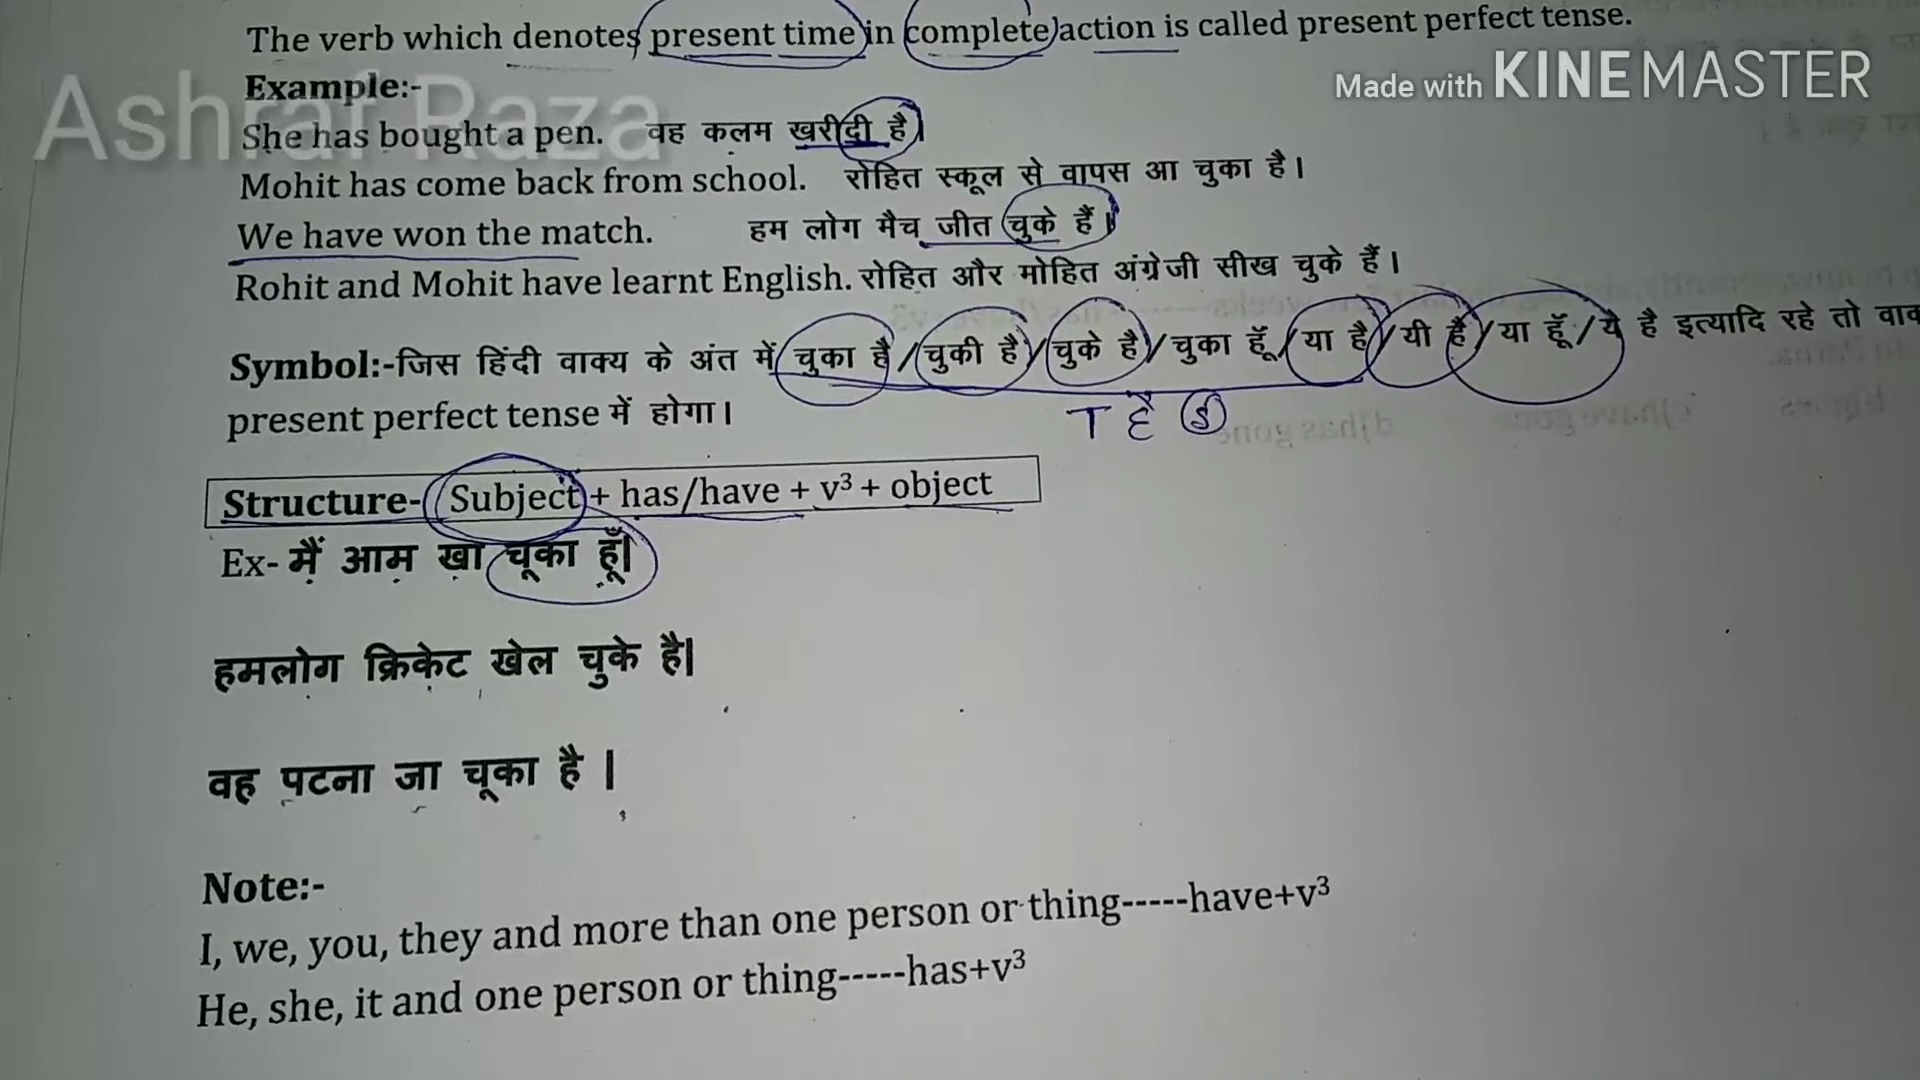 The verb which denotes present time in complete action is called present perfect tense.
Made with KINEMASTER
Example:-
Ashraf Raza
She has bought a pen. वह कलम खरीदी है।
Mohit has come back from school. रोहित स्कूल से वापस आ चुका है।
We have won the match. हम लोग मैच जीत चुके हैं।
Rohit and Mohit have learnt English. रोहित और मोहित अंग्रेजी सीख चुके हैं।
Symbol:-जिस हिंदी वाक्य के अंत में चुका है/चुकी है/चुके है/चुका हूँ/या है/यी है/या हूँ/ये है इत्यादि रहे तो
present perfect tense में होगा।
T है
Structure- Subject + has/have + v³ + object
Ex- मैं आम खा चूका हूँ|
हमलोग क्रिकेट खेल चुके है|
वह पटना जा चूका है |
Note:-
I, we, you, they and more than one person or thing-----have+v³
He, she, it and one person or thing-----has+v³